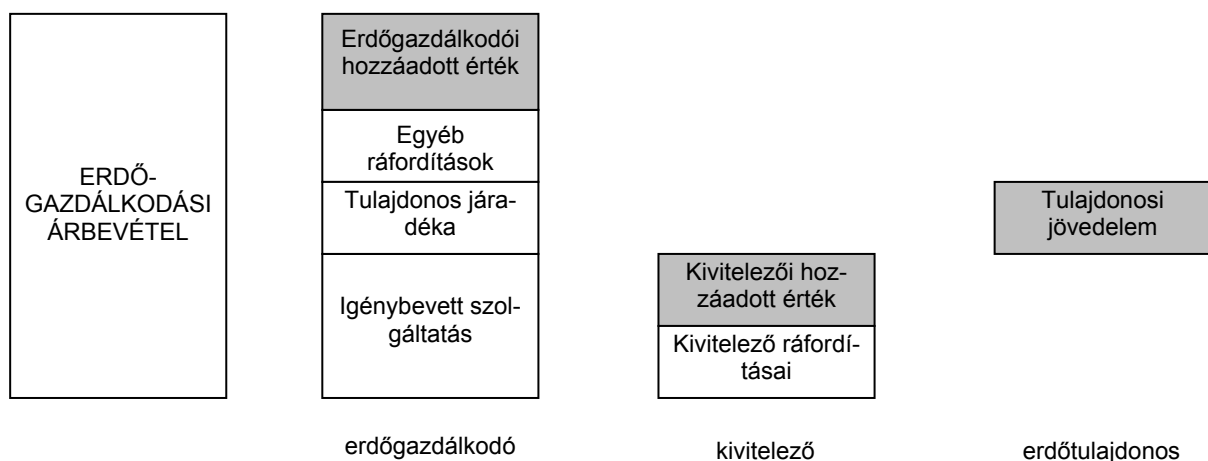 ERDŐ-
GAZDÁLKODÁSI
ÁRBEVÉTEL
Erdőgazdálkodói
hozzáadott érték
Egyéb
ráfordítások
Tulajdonos jára-
déka
Igénybevett szol-
gáltatás
erdőgazdálkodó
Kivitelezői hoz-
záadott érték
Kivitelező ráfordí-
tásai
kivitelező
Tulajdonosi
jövedelem
erdőtulajdonos